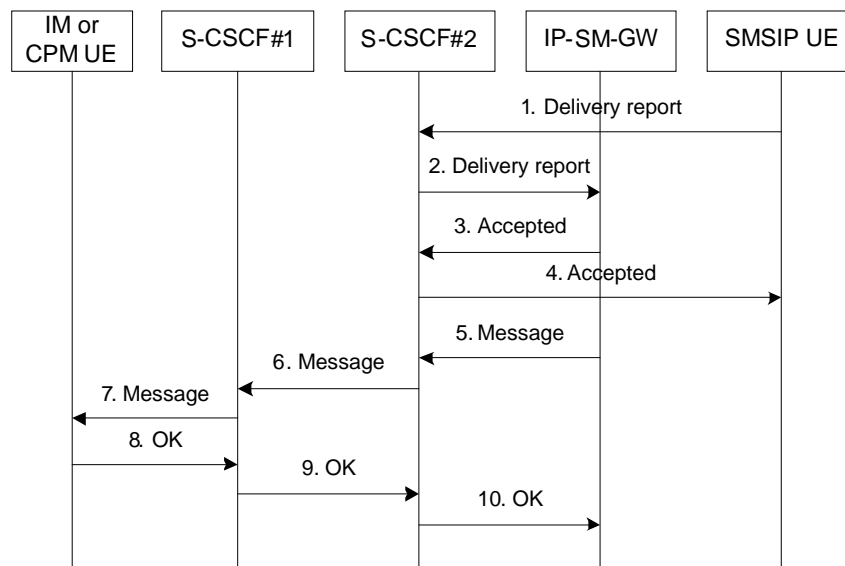 IM or
CPM UE
S-CSCF#1
S-CSCF#2
IP-SM-GW
SMSIP UE
1. Delivery report
2. Delivery report
3. Accepted
4. Accepted
5. Message
6. Message
7. Message
8. OK
9. OK
10. OK